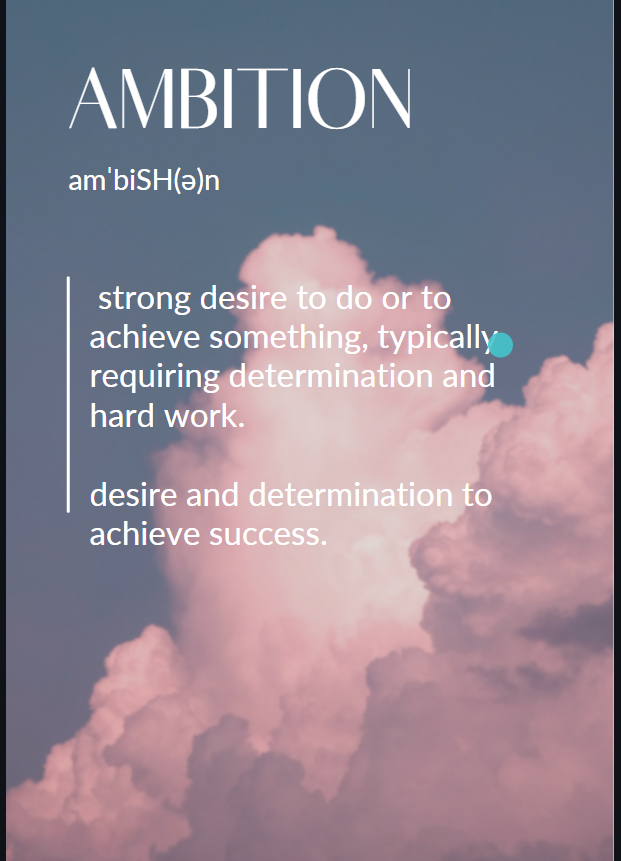 AMBITION
amˈbiSH(ə)n
strong desire to do or to
achieve something, typically
requiring determination and
hard work.
desire and determination to
achieve success.